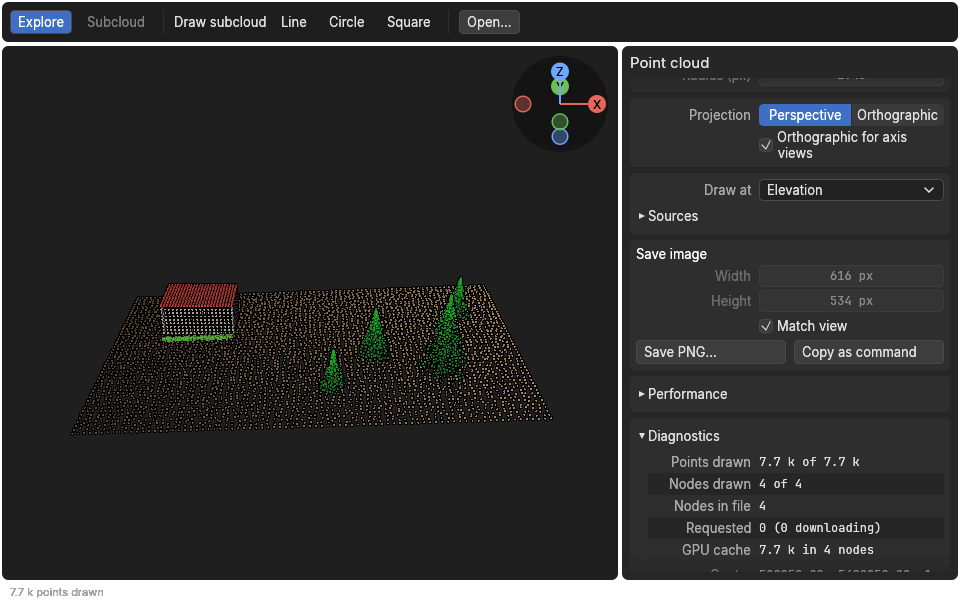 Explore Subcloud Draw subcloud Line Circle Square Open...
Z
Y
X
Point cloud
Radius (px)
Projection Perspective Orthographic
Orthographic for axis
views
Draw at Elevation
Sources
Save image
Width 616 px
Height 534 px
Match view
Save PNG... Copy as command
Performance
Diagnostics
Points drawn 7.7 k of 7.7 k
Nodes drawn 4 of 4
Nodes in file 4
Requested 0 (0 downloading)
GPU cache 7.7 k in 4 nodes
7.7 k points drawn